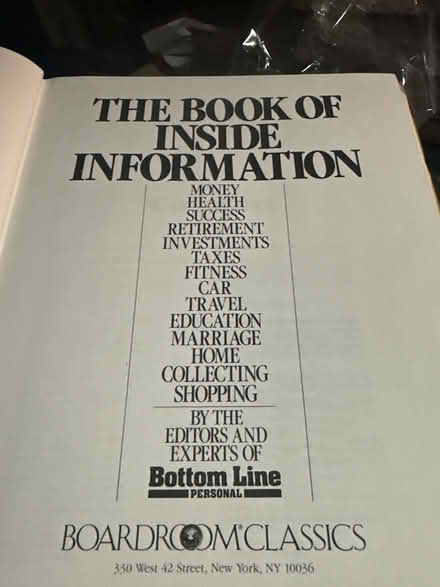 THE BOOK OF
INSIDE
INFORMATION
MONEY
HEALTH
SUCCESS
RETIREMENT
INVESTMENTS
TAXES
FITNESS
CAR
TRAVEL
EDUCATION
MARRIAGE
HOME
COLLECTING
SHOPPING
BY THE
EDITORS AND
EXPERTS OF
Bottom Line
PERSONAL
BOARDROOM® CLASSICS
330 West 42 Street, New York, NY 10036